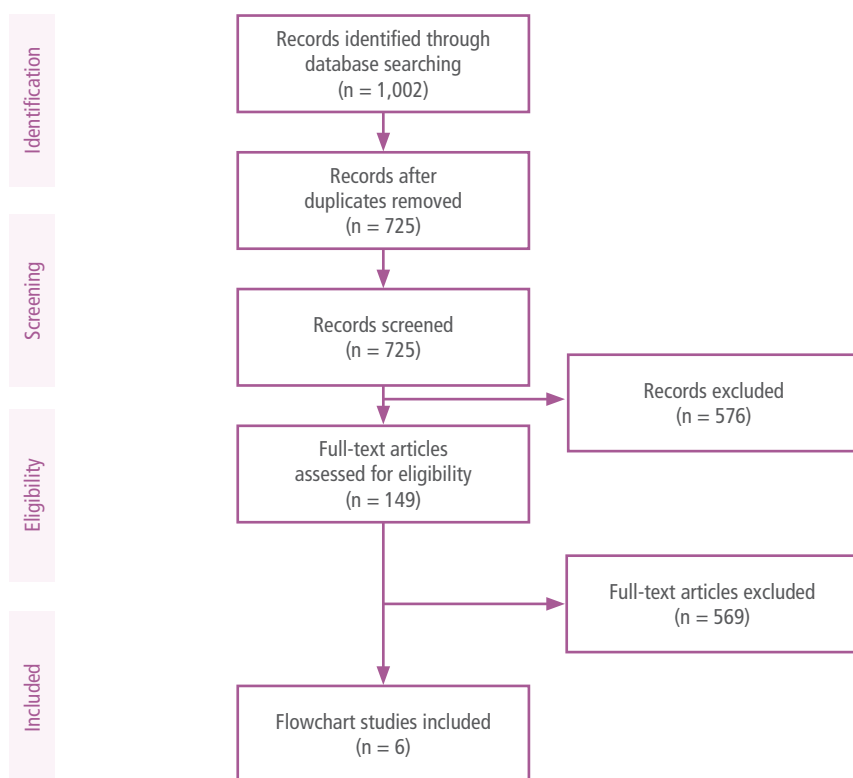 Identification
Records identified through
database searching
(n = 1,002)
Records after
duplicates removed
(n = 725)
Screening
Records screened
(n = 725)
Records excluded
(n = 576)
Eligibility
Full-text articles
assessed for eligibility
(n = 149)
Full-text articles excluded
(n = 569)
Included
Flowchart studies included
(n = 6)